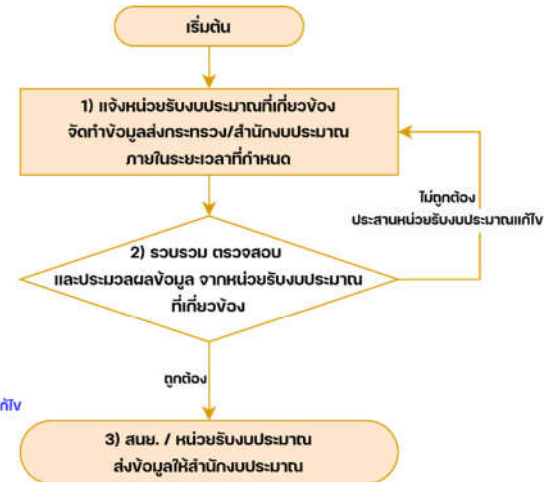 เริ่มต้น
1) แจ้งหน่วยรับงบประมาณที่เกี่ยวข้อง
จัดทำข้อมูลส่งกระทรวง/สำนักงบประมาณ
ภายในระยะเวลาที่กำหนด
ไม่ถูกต้อง
ประสานหน่วยรับงบประมาณแก้ไข
2) รวบรวม ตรวจสอบ
และประมวลผลข้อมูล จากหน่วยรับงบประมาณ
ที่เกี่ยวข้อง
ถูกต้อง
3) สนย. / หน่วยรับงบประมาณ
ส่งข้อมูลให้สำนักงบประมาณ